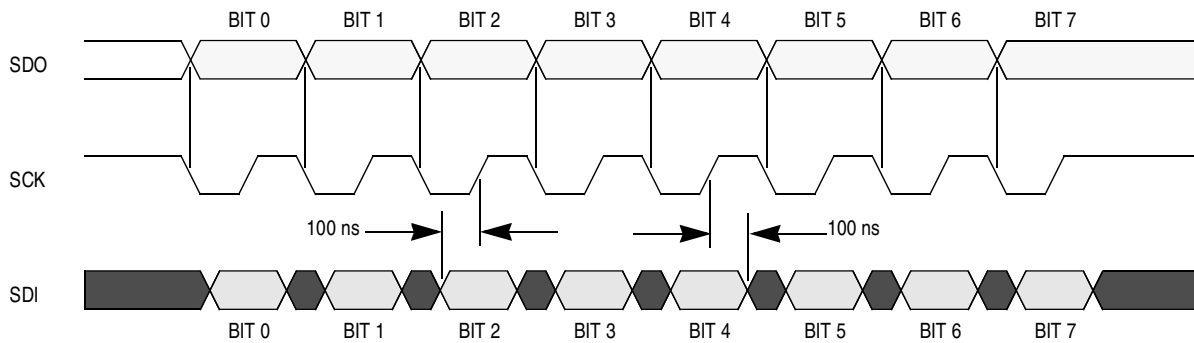 BIT 0 BIT 1 BIT 2 BIT 3 BIT 4 BIT 5 BIT 6 BIT 7
SDO
SCK
100 ns 100 ns
SDI
BIT 0 BIT 1 BIT 2 BIT 3 BIT 4 BIT 5 BIT 6 BIT 7